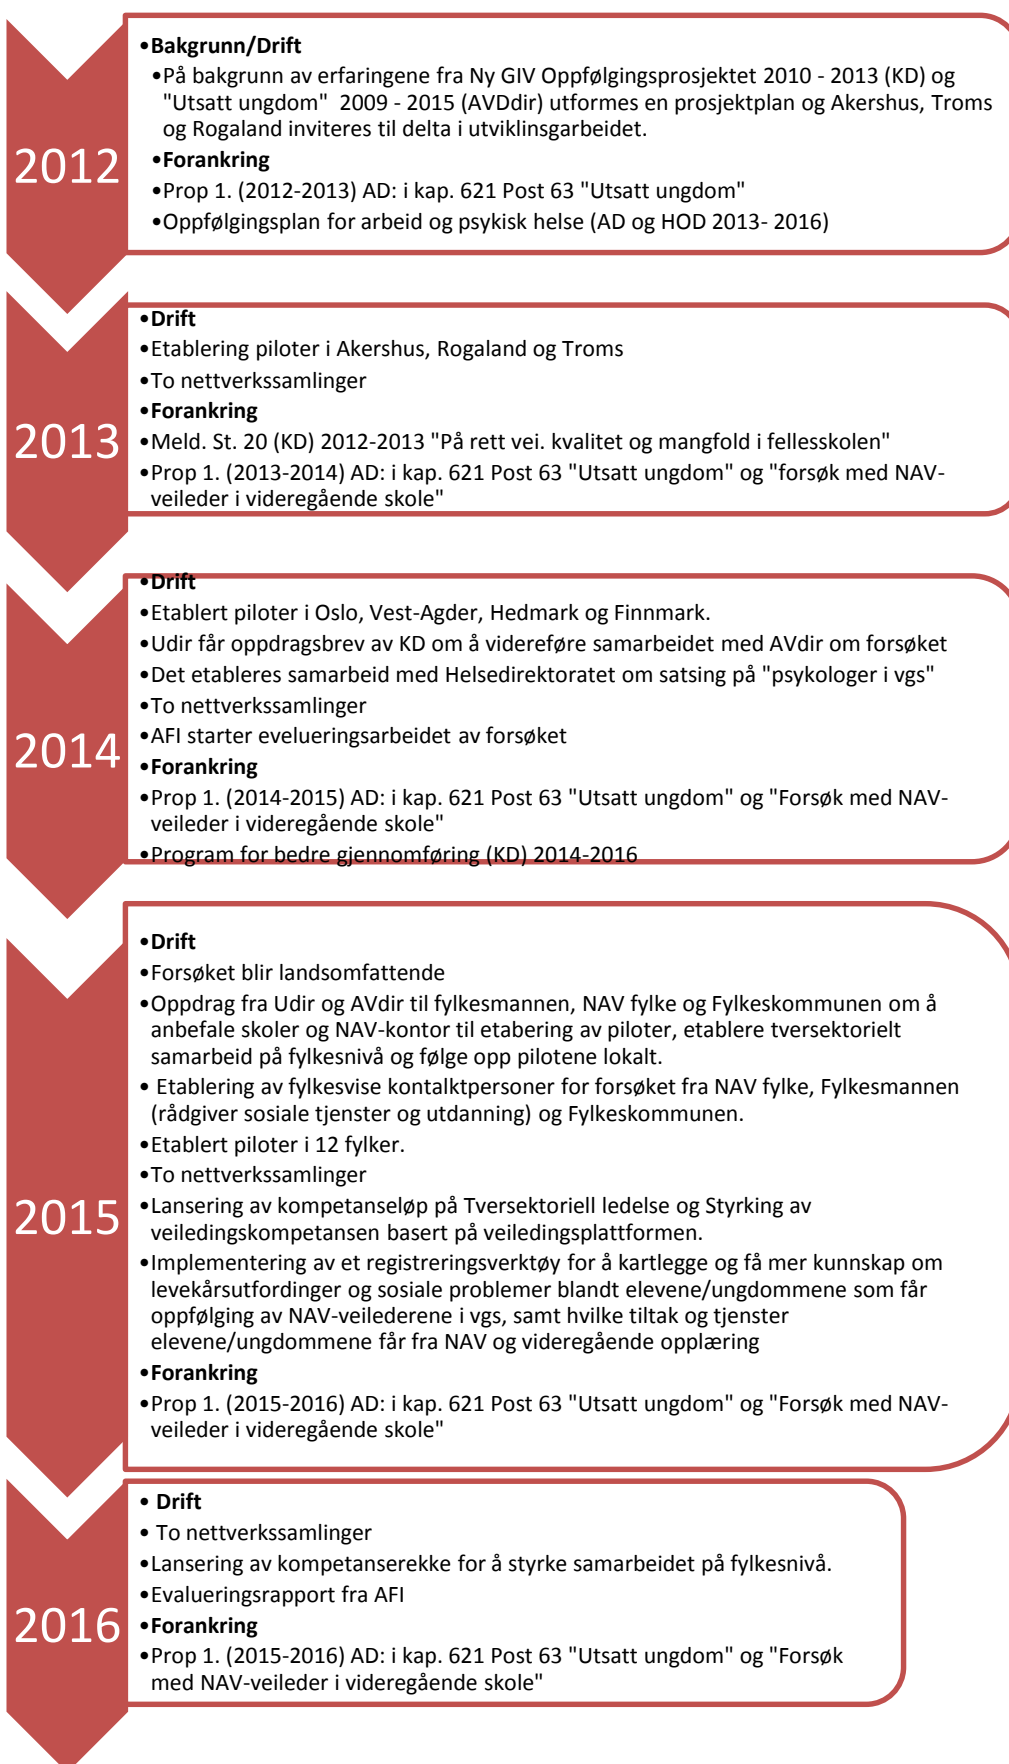 2012
•Bakgrunn/Drift
•På bakgrunn av erfaringene fra Ny GIV Oppfølgingsprosjektet 2010 - 2013 (KD) og
"Utsatt ungdom"  2009 - 2015 (AVDdir) utformes en prosjektplan og Akershus, Troms
og Rogaland inviteres til delta i utviklinsgarbeidet.
•Forankring
•Prop 1. (2012-2013) AD: i kap. 621 Post 63 "Utsatt ungdom"
•Oppfølgingsplan for arbeid og psykisk helse (AD og HOD 2013- 2016)
2013
•Drift
•Etablering piloter i Akershus, Rogaland og Troms
•To nettverkssamlinger
•Forankring
•Meld. St. 20 (KD) 2012-2013 "På rett vei. kvalitet og mangfold i fellesskolen"
•Prop 1. (2013-2014) AD: i kap. 621 Post 63 "Utsatt ungdom" og "forsøk med NAV-
veileder i videregående skole"
2014
•Drift
•Etablert piloter i Oslo, Vest-Agder, Hedmark og Finnmark.
•Udir får oppdragsbrev av KD om å videreføre samarbeidet med AVdir om forsøket
•Det etableres samarbeid med Helsedirektoratet om satsing på "psykologer i vgs"
•To nettverkssamlinger
•AFI starter evelueringsarbeidet av forsøket
•Forankring
•Prop 1. (2014-2015) AD: i kap. 621 Post 63 "Utsatt ungdom" og "Forsøk med NAV-
veileder i videregående skole"
•Program for bedre gjennomføring (KD) 2014-2016
2015
•Drift
•Forsøket blir landsomfattende
•Oppdrag fra Udir og AVdir til fylkesmannen, NAV fylke og Fylkeskommunen om å
anbefale skoler og NAV-kontor til etabering av piloter, etablere tversektorielt
samarbeid på fylkesnivå og følge opp pilotene lokalt.
• Etablering av fylkesvise kontalktpersoner for forsøket fra NAV fylke, Fylkesmannen
(rådgiver sosiale tjenster og utdanning) og Fylkeskommunen.
•Etablert piloter i 12 fylker.
•To nettverkssamlinger
•Lansering av kompetanseløp på Tversektoriell ledelse og Styrking av
veiledingskompetansen basert på veiledingsplattformen.
•Implementering av et registreringsverktøy for å kartlegge og få mer kunnskap om
levekårsutfordinger og sosiale problemer blandt elevene/ungdommene som får
oppfølging av NAV-veilederene i vgs, samt hvilke tiltak og tjenster
elevene/ungdommene får fra NAV og videregående opplæring
•Forankring
•Prop 1. (2015-2016) AD: i kap. 621 Post 63 "Utsatt ungdom" og "Forsøk med NAV-
veileder i videregående skole"
2016
• Drift
• To nettverkssamlinger
•Lansering av kompetanserekke for å styrke samarbeidet på fylkesnivå.
•Evalueringsrapport fra AFI
•Forankring
•Prop 1. (2015-2016) AD: i kap. 621 Post 63 "Utsatt ungdom" og "Forsøk
med NAV-veileder i videregående skole"